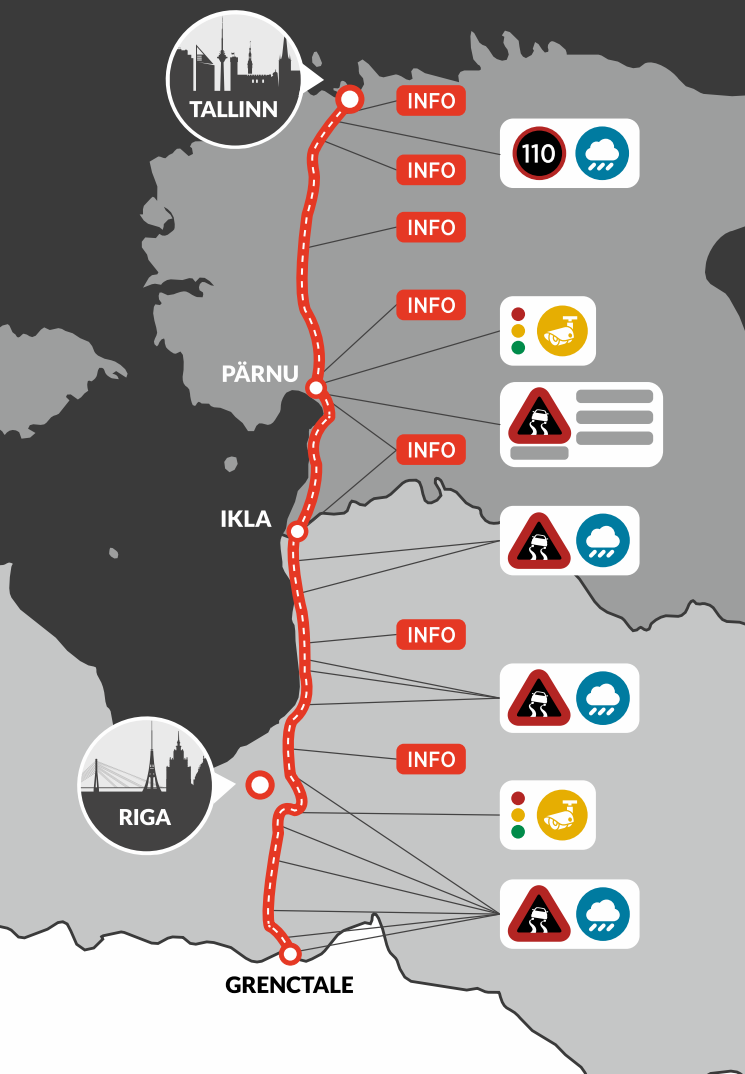 TALLINN
INFO
110
INFO
INFO
INFO
PÄRNU
INFO
IKLA
INFO
INFO
RIGA
GRENCTALE